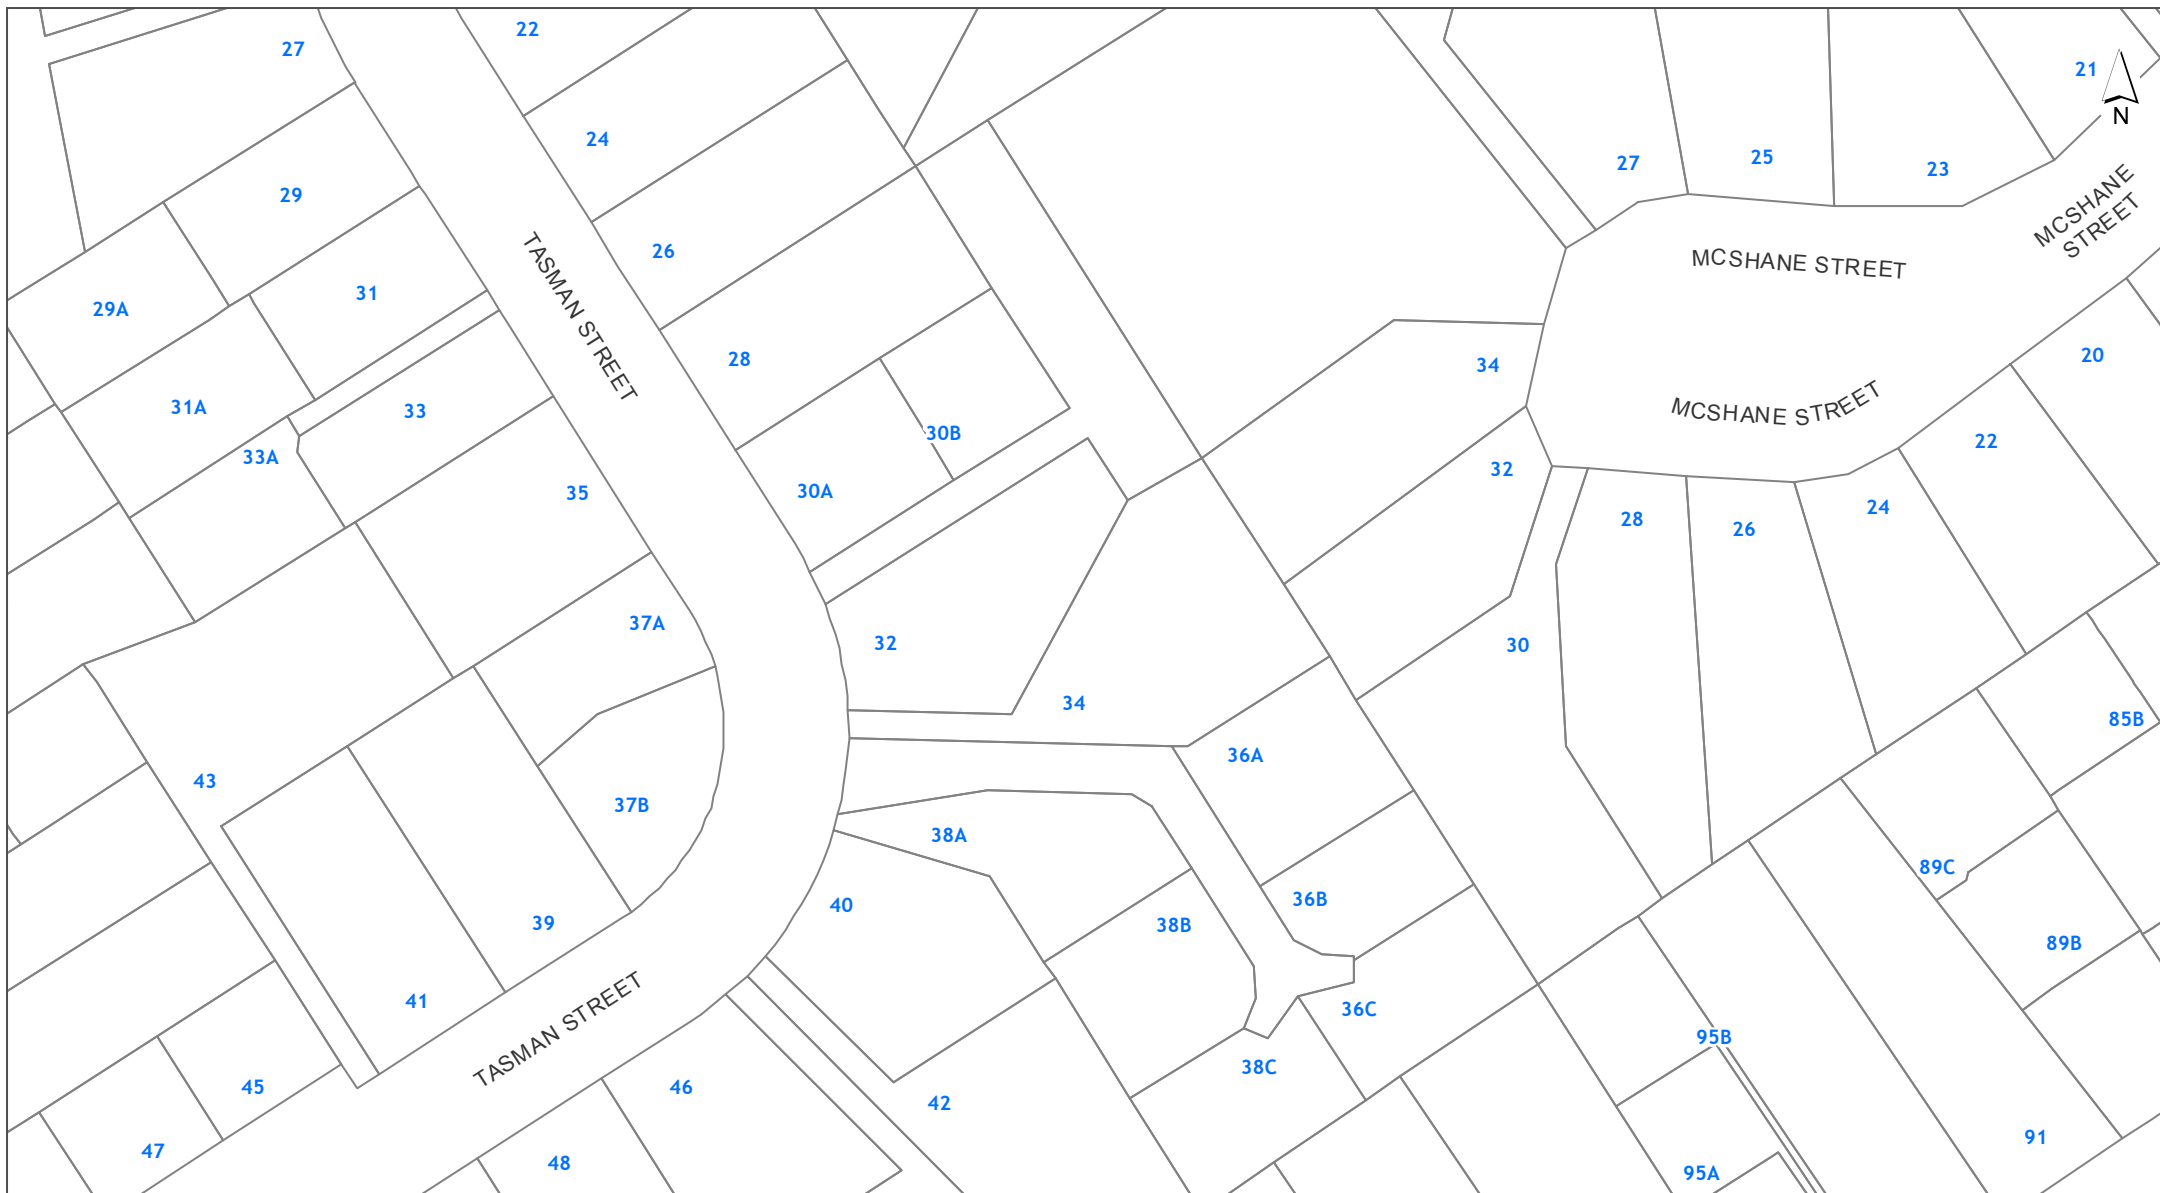 22
27
21
N
24
27
25
23
29
MCSHANE
STREET
26
MCSHANE STREET
31
29A
TASMAN STREET
28
34
20
31A
33
MCSHANE STREET
30B
22
33A
32
35
30A
24
28
26
37A
32
30
34
85B
36A
43
37B
38A
89C
36B
40
39
38B
89B
41
36C
TASMAN STREET
95B
38C
45
46
42
91
47
48
95A